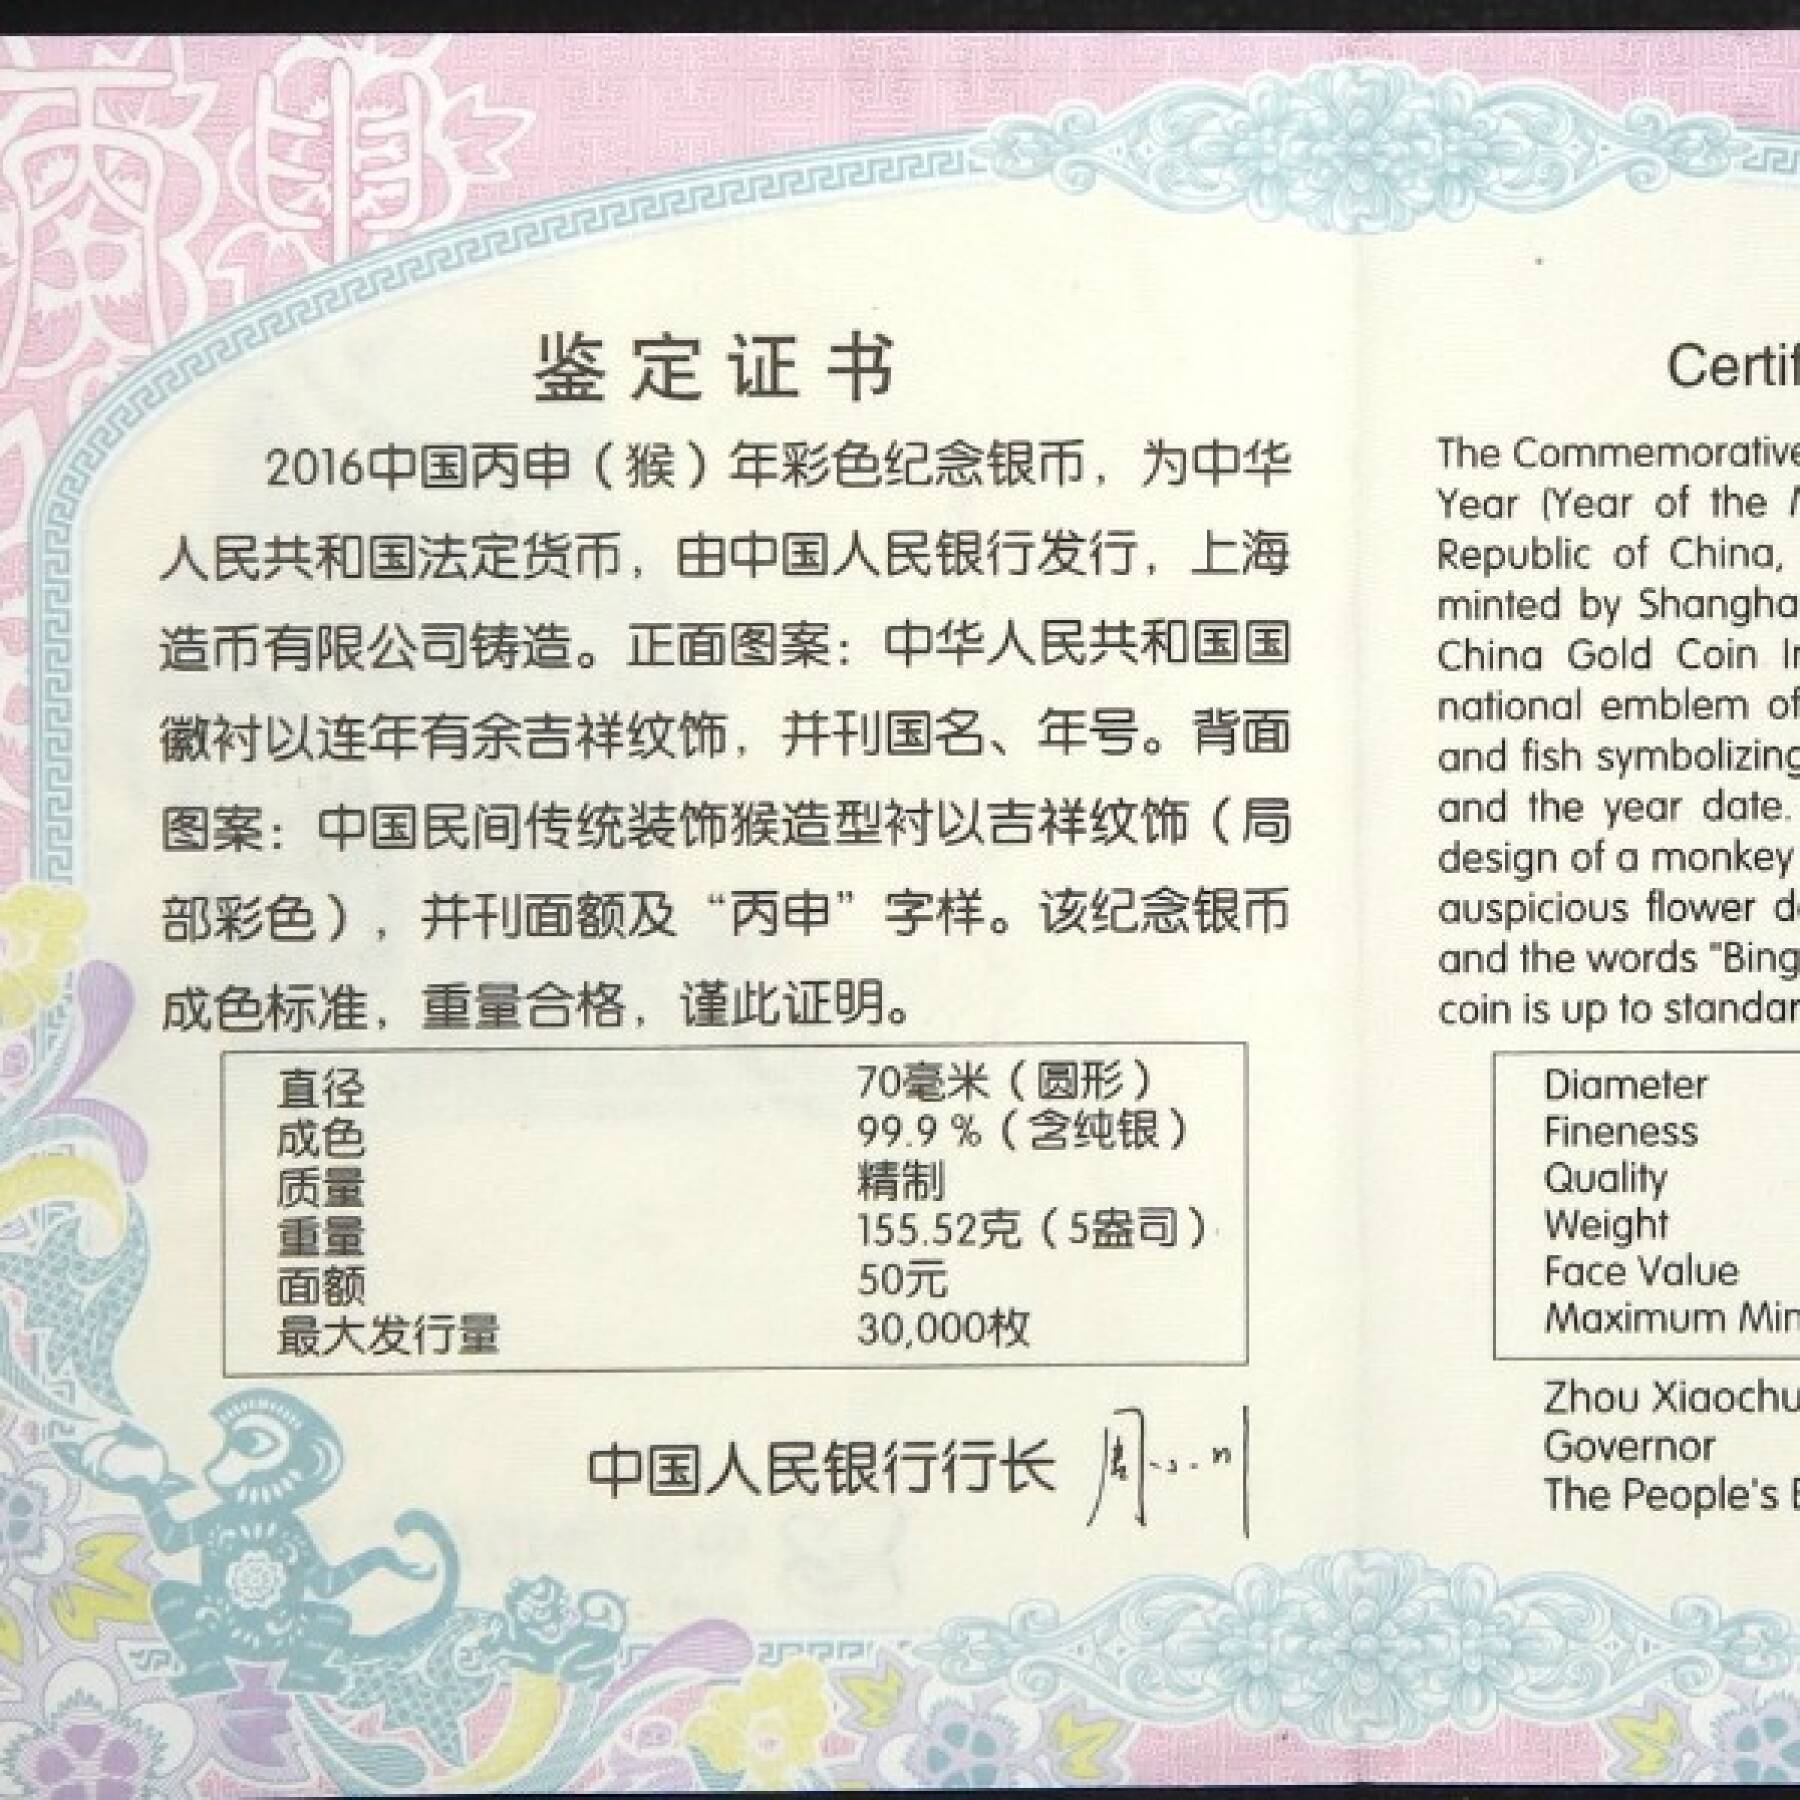 丙申
鉴定证书
2016中国丙申（猴）年彩色纪念银币，为中华
人民共和国法定货币，由中国人民银行发行，上海
造币有限公司铸造。正面图案：中华人民共和国国
徽衬以连年有余吉祥纹饰，并刊国名、年号。背面
图案：中国民间传统装饰猴造型衬以吉祥纹饰（局
部彩色），并刊面额及“丙申”字样。该纪念银币
成色标准，重量合格，谨此证明。
直径 70毫米（圆形）
成色 99.9％（含纯银）
质量 精制
重量 155.52克（5盎司）
面额 50元
最大发行量 30,000枚
中国人民银行行长 周小川
Certif
The Commemorative
Year (Year of the M
Republic of China,
minted by Shangha
China Gold Coin In
national emblem of
and fish symbolizing
and the year date.
design of a monkey
auspicious flower de
and the words "Bing
coin is up to standar
Diameter
Fineness
Quality
Weight
Face Value
Maximum Min
Zhou Xiaochu
Governor
The People's B